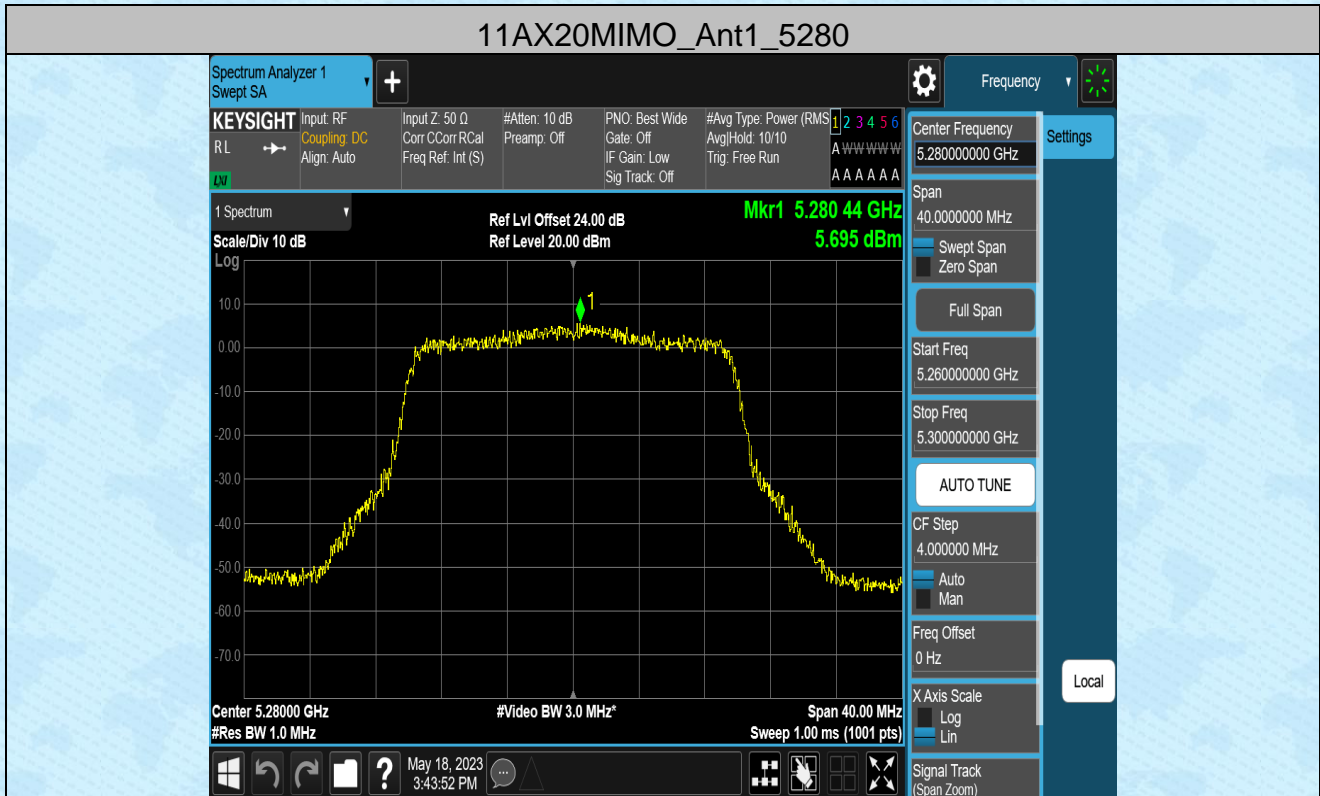 11AX20MIMO_Ant1_5280
Spectrum Analyzer 1
Swept SA
Frequency
KEYSIGHT
R L
LXI
Input: RF
Coupling: DC
Align: Auto
Input Z: 50 Ω
Corr CCorr RCal
Freq Ref: Int (S)
#Atten: 10 dB
Preamp: Off
PNO: Best Wide
Gate: Off
IF Gain: Low
Sig Track: Off
#Avg Type: Power (RMS
Avg|Hold: 10/10
Trig: Free Run
1 2 3 4 5 6
A W W W W W
A A A A A A
1 Spectrum
Scale/Div 10 dB
Ref Lvl Offset 24.00 dB
Ref Level 20.00 dBm
Mkr1 5.280 44 GHz
5.695 dBm
Log
1
10.0
0.00
-10.0
-20.0
-30.0
-40.0
-50.0
-60.0
-70.0
Center 5.28000 GHz
#Res BW 1.0 MHz
#Video BW 3.0 MHz*
Span 40.00 MHz
Sweep 1.00 ms (1001 pts)
Center Frequency
5.280000000 GHz
Settings
Span
40.0000000 MHz
Swept Span
Zero Span
Full Span
Start Freq
5.260000000 GHz
Stop Freq
5.300000000 GHz
AUTO TUNE
CF Step
4.000000 MHz
Auto
Man
Freq Offset
0 Hz
X Axis Scale
Log
Lin
Local
Signal Track
(Span Zoom)
?
May 18, 2023
3:43:52 PM